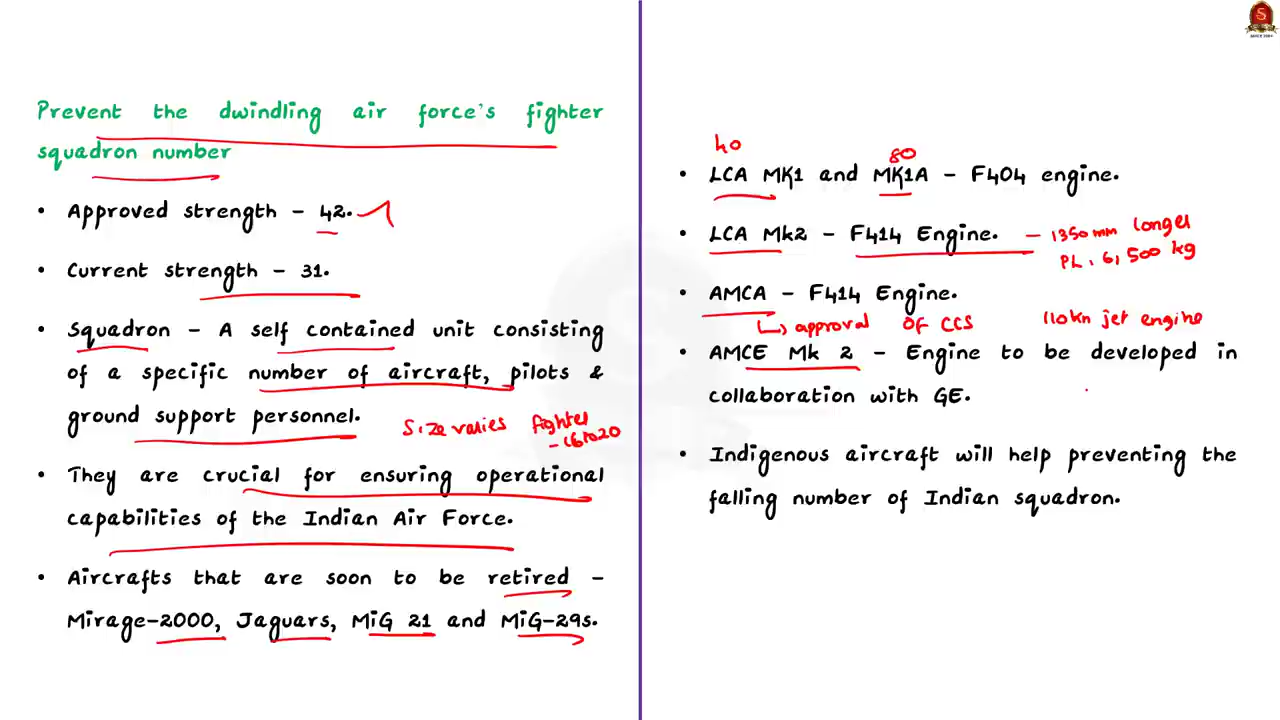 Prevent the dwindling air force's fighter
squadron number
• Approved strength - 42.
• Current strength - 31.
• Squadron - A self contained unit consisting
of a specific number of aircraft, pilots &
ground support personnel.
Size varies fighter
- 16 to 20
• They are crucial for ensuring operational
capabilities of the Indian Air Force.
• Aircrafts that are soon to be retired -
Mirage-2000, Jaguars, MiG 21 and MiG-29s.
40
80
• LCA MK1 and MK1A - F404 engine.
• LCA Mk2 - F414 Engine. - 1350mm longer
PL. 6,500 kg
• AMCA - F414 Engine.
approval OF CCS
110kn jet engine
• AMCE Mk 2 - Engine to be developed in
collaboration with GE.
• Indigenous aircraft will help preventing the
falling number of Indian squadron.